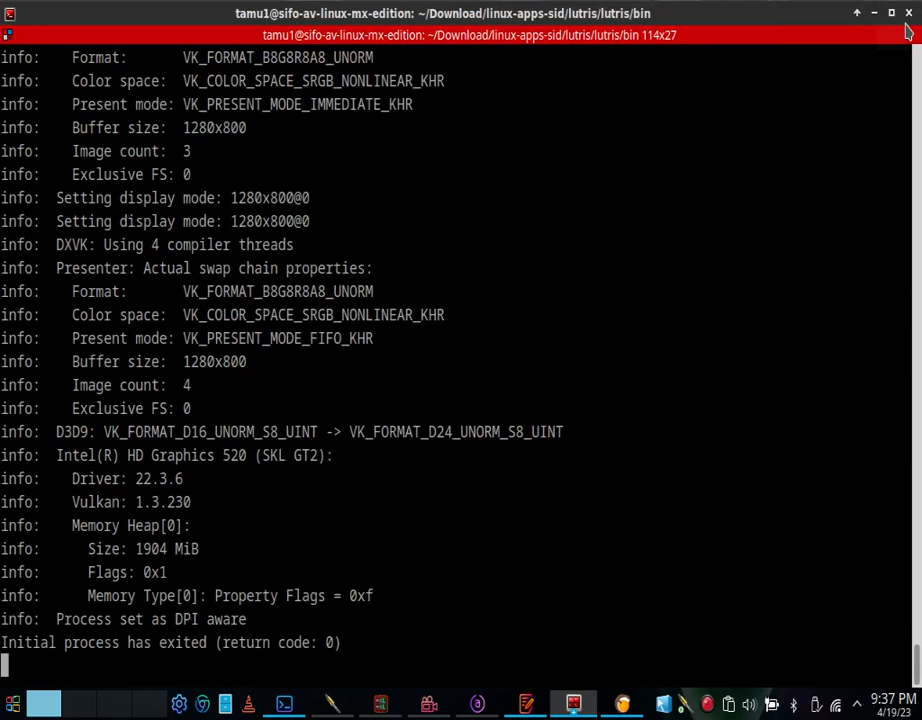 tamu1@sifo-av-linux-mx-edition: ~/Download/linux-apps-sid/lutris/lutris/bin
tamu1@sifo-av-linux-mx-edition: ~/Download/linux-apps-sid/lutris/lutris/bin 114x27
info:    Format:       VK_FORMAT_B8G8R8A8_UNORM
info:    Color space:  VK_COLOR_SPACE_SRGB_NONLINEAR_KHR
info:    Present mode: VK_PRESENT_MODE_IMMEDIATE_KHR
info:    Buffer size:  1280x800
info:    Image count:  3
info:    Exclusive FS: 0
info:  Setting display mode: 1280x800@0
info:  Setting display mode: 1280x800@0
info:  DXVK: Using 4 compiler threads
info:  Presenter: Actual swap chain properties:
info:    Format:       VK_FORMAT_B8G8R8A8_UNORM
info:    Color space:  VK_COLOR_SPACE_SRGB_NONLINEAR_KHR
info:    Present mode: VK_PRESENT_MODE_FIFO_KHR
info:    Buffer size:  1280x800
info:    Image count:  4
info:    Exclusive FS: 0
info:  D3D9: VK_FORMAT_D16_UNORM_S8_UINT -> VK_FORMAT_D24_UNORM_S8_UINT
info:  Intel(R) HD Graphics 520 (SKL GT2):
info:    Driver: 22.3.6
info:    Vulkan: 1.3.230
info:    Memory Heap[0]:
info:      Size: 1904 MiB
info:      Flags: 0x1
info:      Memory Type[0]: Property Flags = 0xf
info:  Process set as DPI aware
Initial process has exited (return code: 0)
9:37 PM
4/19/23